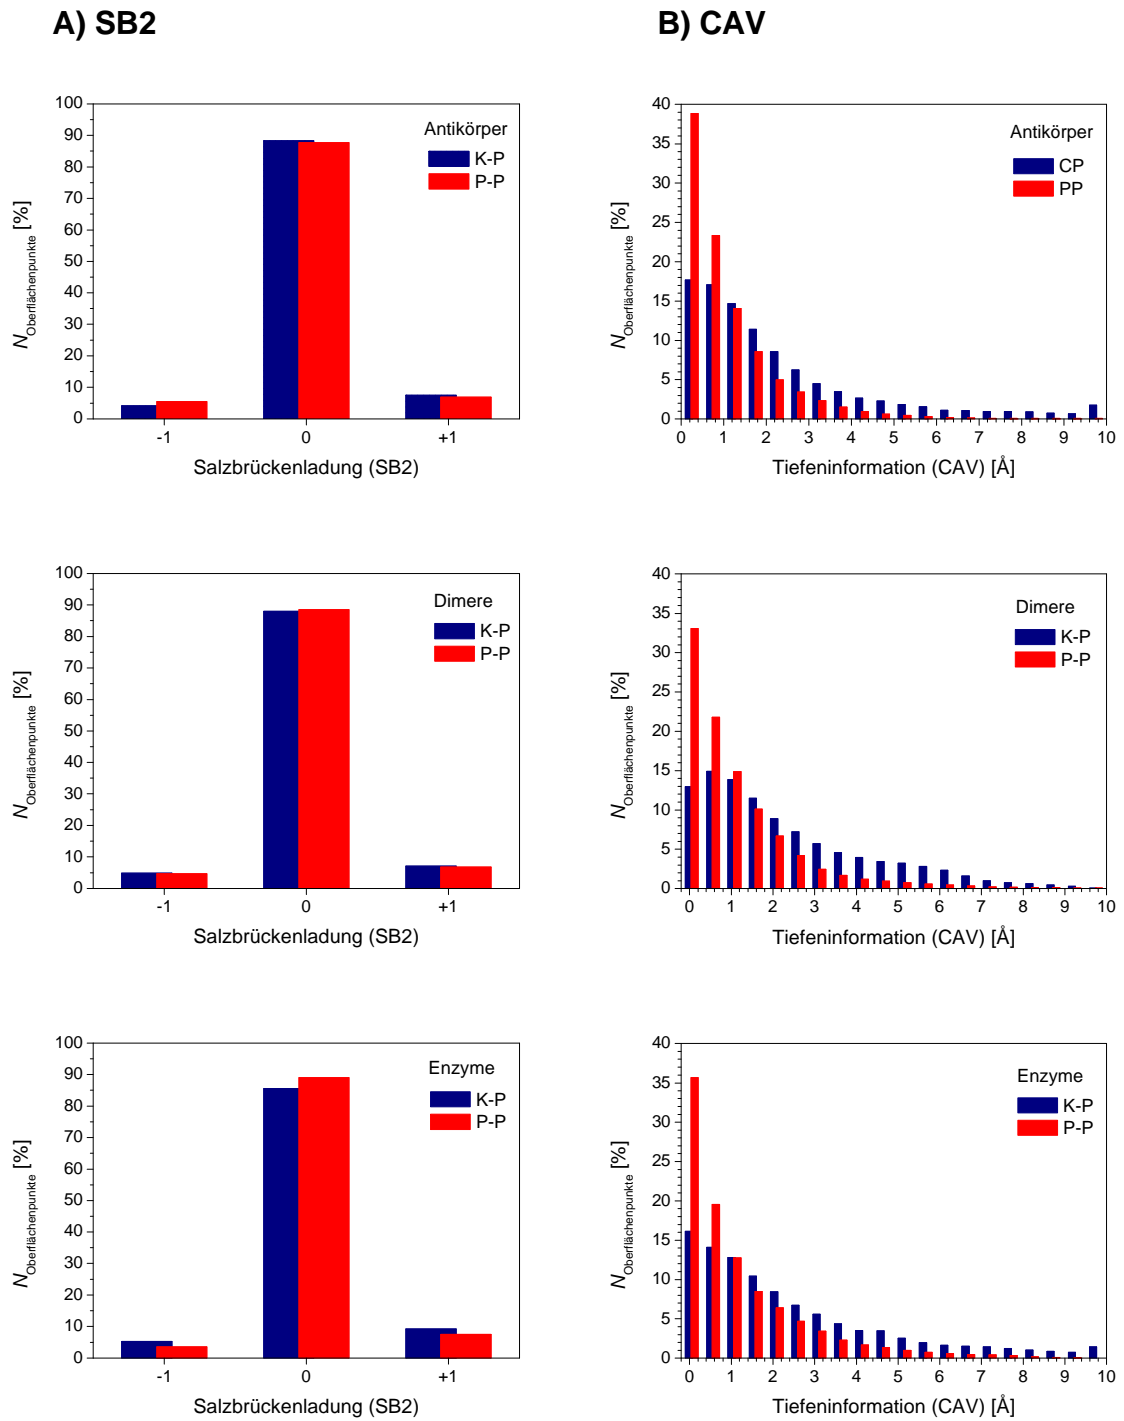 A) SB2
B) CAV
100
90
80
70
60
50
40
30
20
10
0
N Oberflächenpunkte [%]
Antikörper
K-P
P-P
-1
0
+1
Salzbrückenladung (SB2)
40
35
30
25
20
15
10
5
0
N Oberflächenpunkte [%]
Antikörper
CP
PP
0 1 2 3 4 5 6 7 8 9 10
Tiefeninformation (CAV) [Å]
100
90
80
70
60
50
40
30
20
10
0
N Oberflächenpunkte [%]
Dimere
K-P
P-P
-1
0
+1
Salzbrückenladung (SB2)
40
35
30
25
20
15
10
5
0
N Oberflächenpunkte [%]
Dimere
K-P
P-P
0 1 2 3 4 5 6 7 8 9 10
Tiefeninformation (CAV) [Å]
100
90
80
70
60
50
40
30
20
10
0
N Oberflächenpunkte [%]
Enzyme
K-P
P-P
-1
0
+1
Salzbrückenladung (SB2)
40
35
30
25
20
15
10
5
0
N Oberflächenpunkte [%]
Enzyme
K-P
P-P
0 1 2 3 4 5 6 7 8 9 10
Tiefeninformation (CAV) [Å]